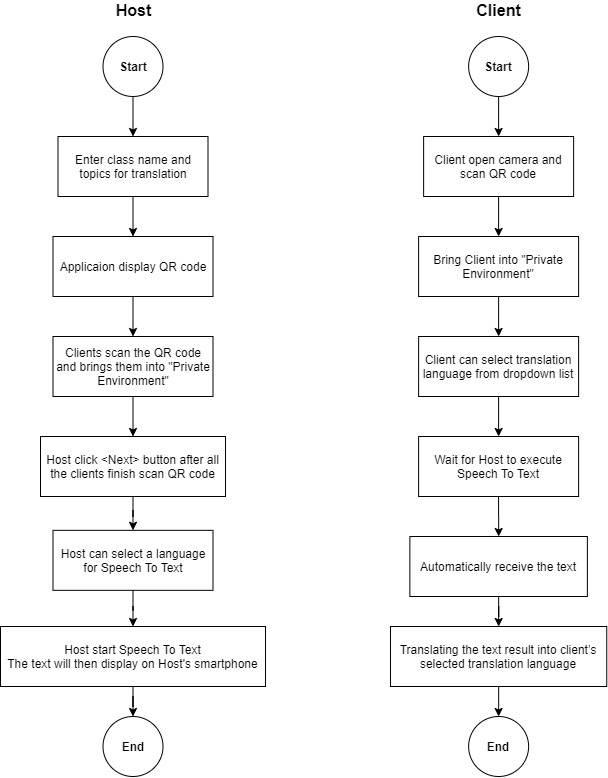 Host
Start
Enter class name and
topics for translation
Applicaion display QR code
Clients scan the QR code
and brings them into "Private
Environment"
Host click <Next> button after all
the clients finish scan QR code
Host can select a language
for Speech To Text
Host start Speech To Text
The text will then display on Host's smartphone
End
Client
Start
Client open camera and
scan QR code
Bring Client into "Private
Environment"
Client can select translation
language from dropdown list
Wait for Host to execute
Speech To Text
Automatically receive the text
Translating the text result into client's
selected translation language
End